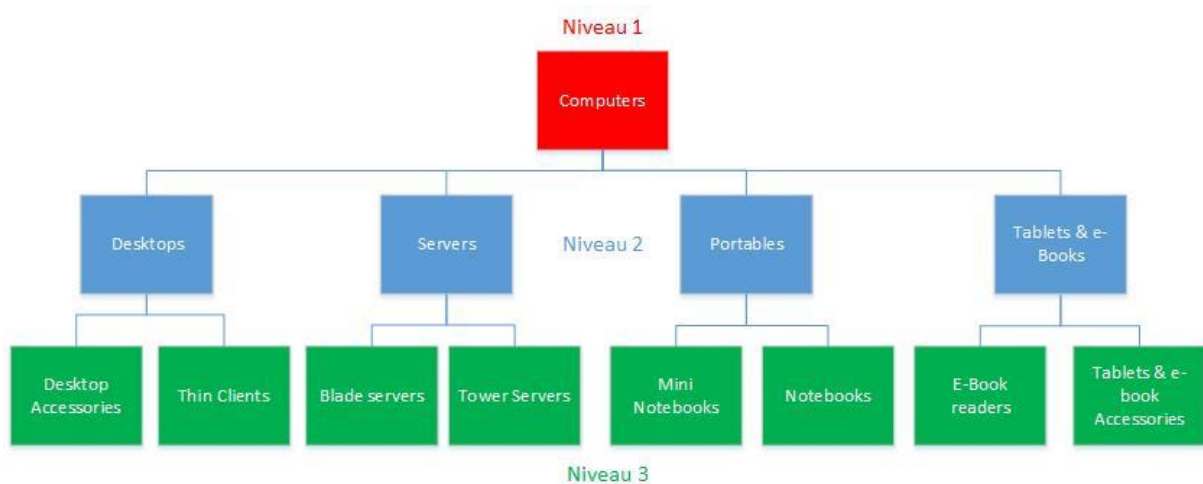 Niveau 1
Computers
Desktops
Servers
Niveau 2
Portables
Tablets & e-
Books
Desktop
Accessories
Thin Clients
Blade servers
Tower Servers
Mini
Notebooks
Notebooks
E-Book
readers
Tablets & e-
book
Accessories
Niveau 3